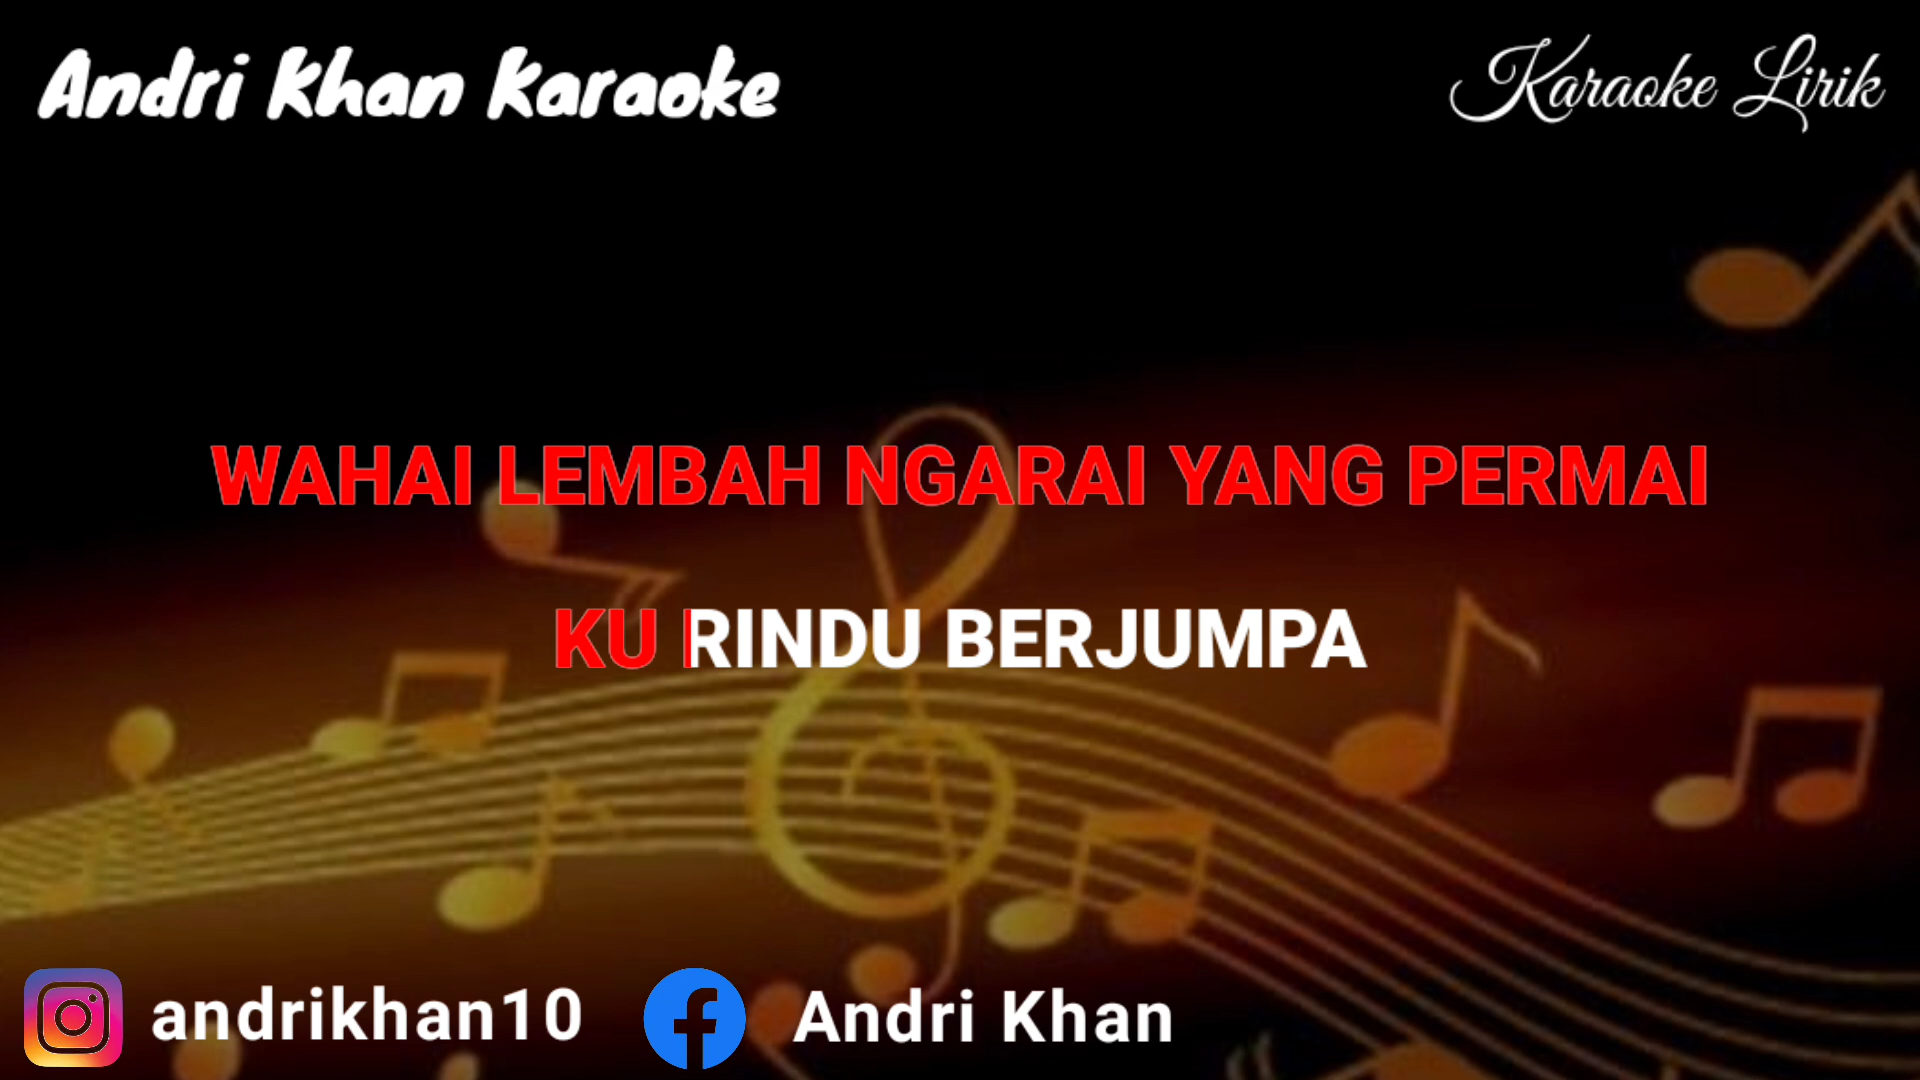 Andri Khan Karaoke
Karaoke Lirik
WAHAI LEMBAH NGARAI YANG PERMAI
KU RINDU BERJUMPA
andrikhan10
Andri Khan